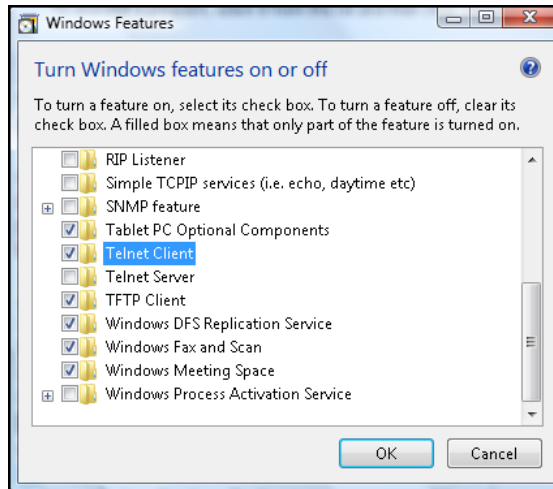 Windows Features
Turn Windows features on or off
To turn a feature on, select its check box. To turn a feature off, clear its
check box. A filled box means that only part of the feature is turned on.
RIP Listener
Simple TCPIP services (i.e. echo, daytime etc)
SNMP feature
Tablet PC Optional Components
Telnet Client
Telnet Server
TFTP Client
Windows DFS Replication Service
Windows Fax and Scan
Windows Meeting Space
Windows Process Activation Service
OK Cancel